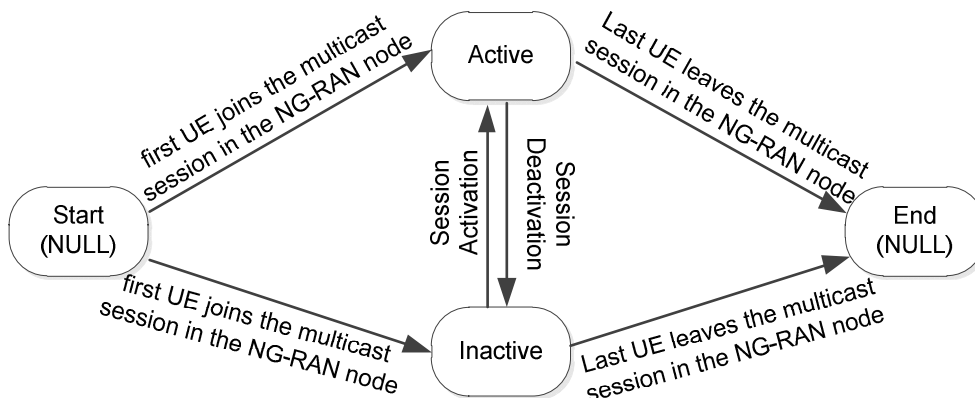 first UE joins the multicast
session in the NG-RAN node
Active
Last UE leaves the multicast
session in the NG-RAN node
Start
(NULL)
Session
Activation
Session
Deactivation
End
(NULL)
first UE joins the multicast
session in the NG-RAN node
Inactive
Last UE leaves the multicast
session in the NG-RAN node